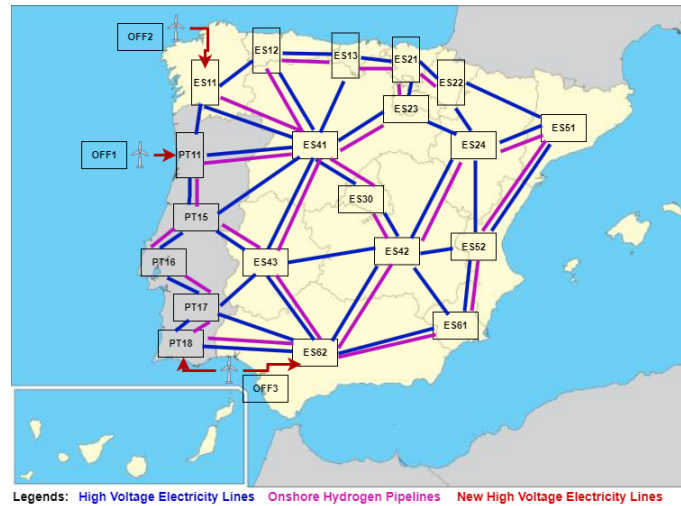 OFF2
ES12
ES13
ES21
ES22
ES11
ES23
ES51
ES41
ES24
OFF1
PT11
ES30
PT15
ES42
ES52
PT16
ES43
PT17
ES61
PT18
ES62
OFF3
Legends: High Voltage Electricity Lines Onshore Hydrogen Pipelines New High Voltage Electricity Lines